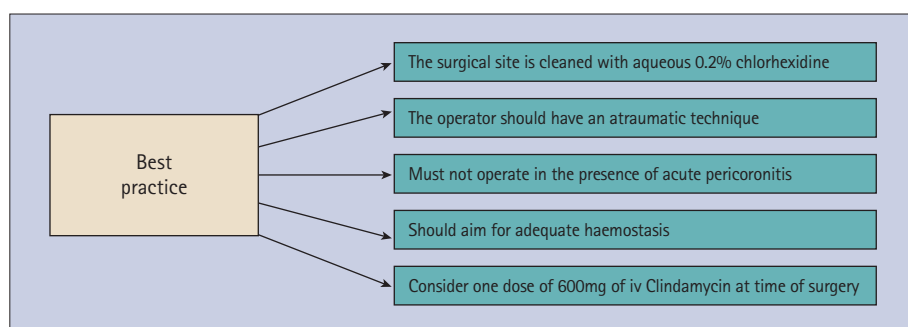 The surgical site is cleaned with aqueous 0.2% chlorhexidine
The operator should have an atraumatic technique
Best
practice
Must not operate in the presence of acute pericoronitis
Should aim for adequate haemostasis
Consider one dose of 600mg of iv Clindamycin at time of surgery